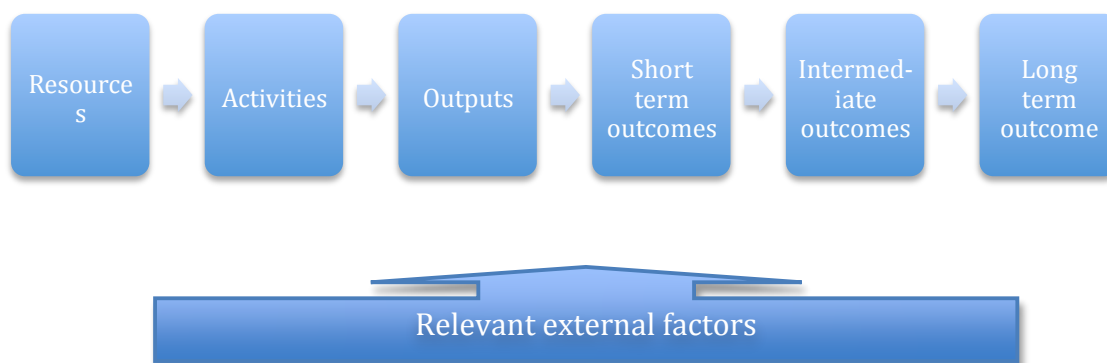 Resource
s
Activities
Outputs
Short
term
outcomes
Intermed-
iate
outcomes
Long
term
outcome
Relevant external factors